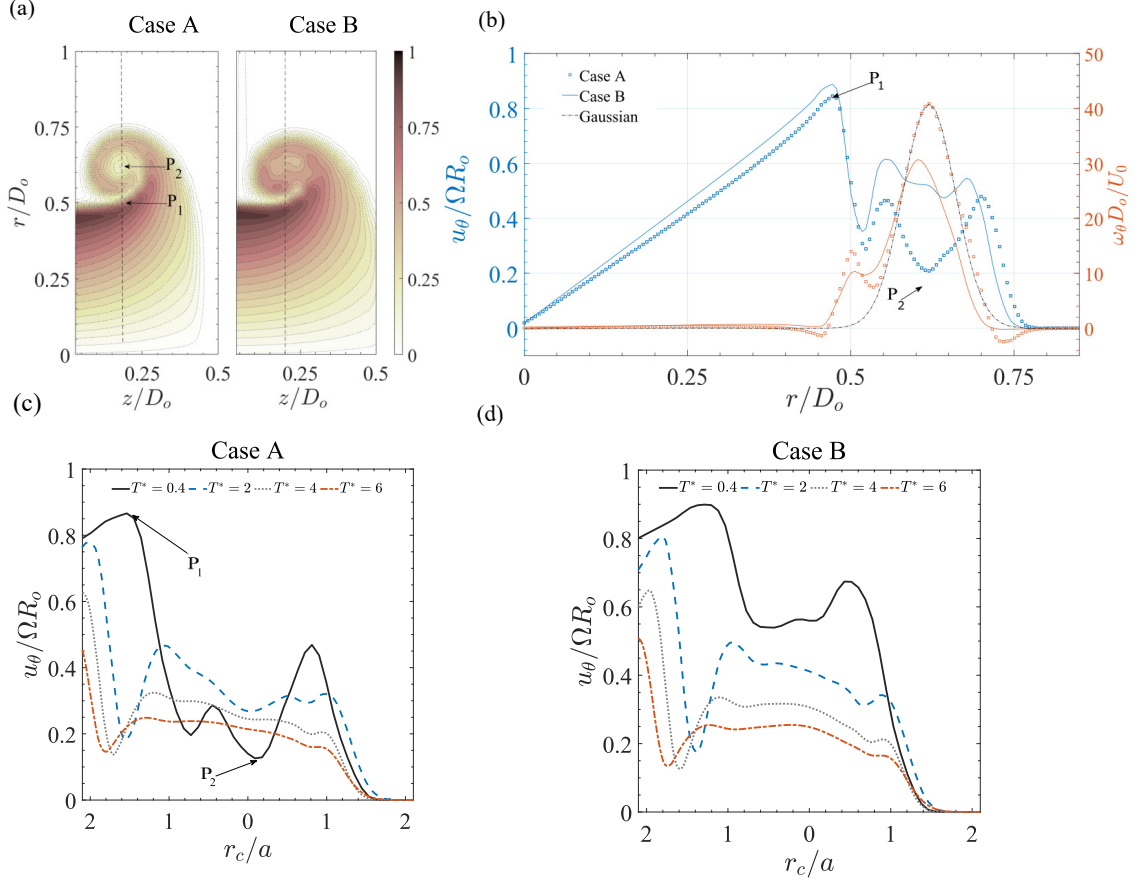 (a)
Case A
Case B
r/D_o
1
0.75
0.5
0.25
0
P_2
P_1
0.25
0.5
z/D_o
0.25
0.5
z/D_o
1
0.75
0.5
0.25
0
(b)
u_θ/ΩR_o
1
0.8
0.6
0.4
0.2
0
Case A
Case B
Gaussian
P_1
P_2
0
0.25
0.5
0.75
r/D_o
50
40
30
20
10
0
ω_θD_o/U_0
(c)
Case A
u_θ/ΩR_o
1
0.8
0.6
0.4
0.2
0
T* = 0.4 T* = 2 T* = 4 T* = 6
P_1
P_2
2 1 0 1 2
r_c/a
(d)
Case B
u_θ/ΩR_o
1
0.8
0.6
0.4
0.2
0
T* = 0.4 T* = 2 T* = 4 T* = 6
2 1 0 1 2
r_c/a